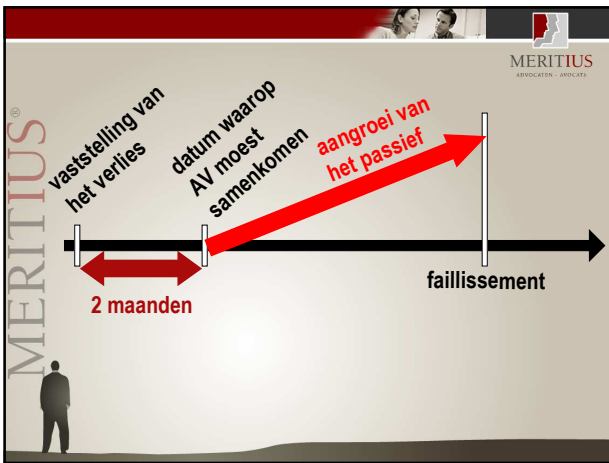 MERITIUS
ADVOCATEN - AVOCATS
MERITIUS®
vaststelling van
het verlies
datum waarop
AV moest
samenkomen
aangroei van
het passief
2 maanden
faillissement